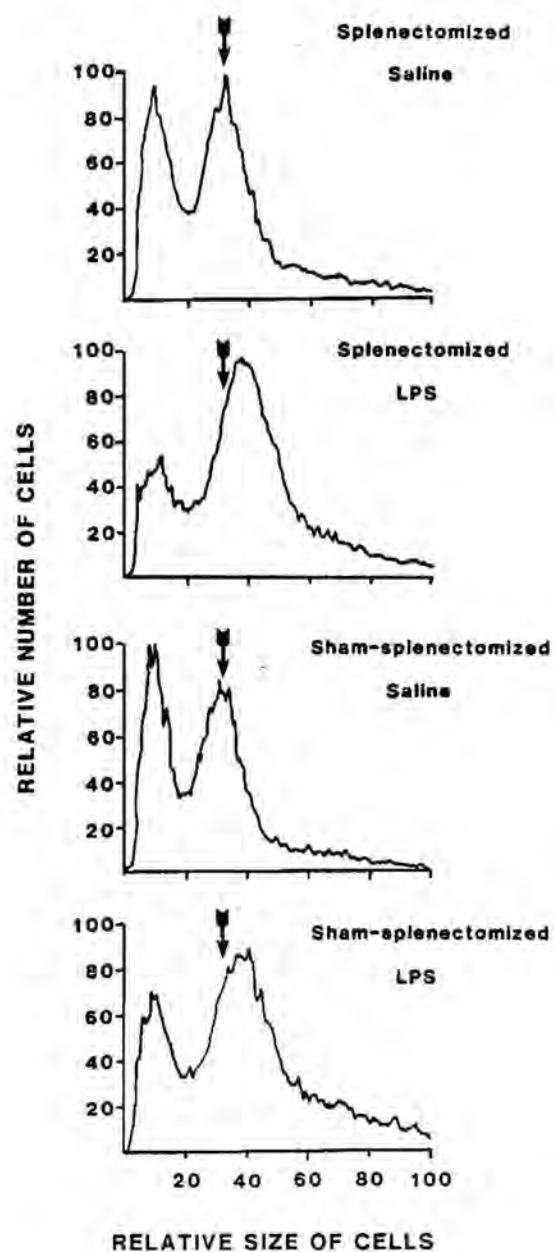 Splenectomized
Saline
100
80
60
40
20
Splenectomized
LPS
100
80
60
40
20
Sham-splenectomized
Saline
100
80
60
40
20
Sham-splenectomized
LPS
100
80
60
40
20
20 40 60 80 100
RELATIVE NUMBER OF CELLS
RELATIVE SIZE OF CELLS